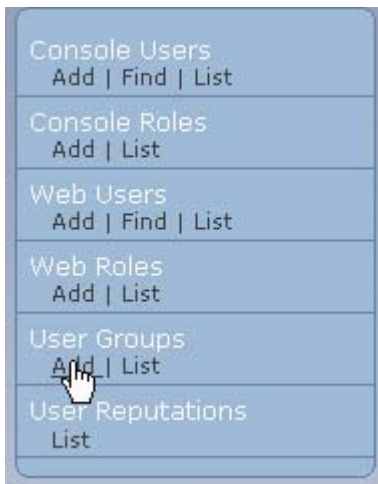 Console Users
Add | Find | List
Console Roles
Add | List
Web Users
Add | Find | List
Web Roles
Add | List
User Groups
Add | List
User Reputations
List